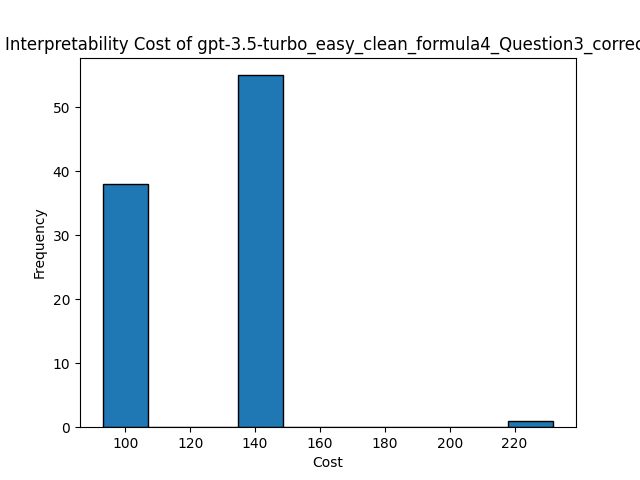 Interpretability Cost of gpt-3.5-turbo_easy_clean_formula4_Question3_correc
50
40
30
20
10
0
Frequency
100 120 140 160 180 200 220
Cost